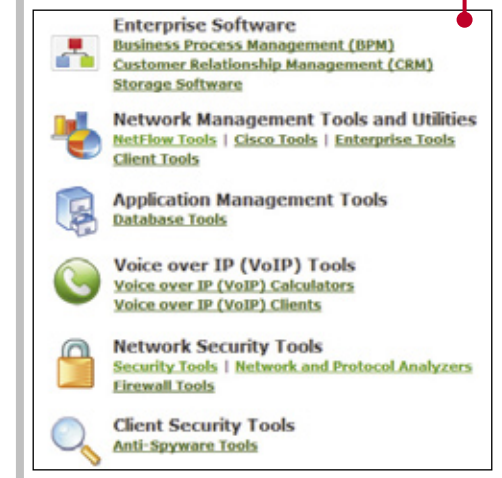 Enterprise Software
Business Process Management (BPM)
Customer Relationship Management (CRM)
Storage Software
Network Management Tools and Utilities
NetFlow Tools | Cisco Tools | Enterprise Tools
Client Tools
Application Management Tools
Database Tools
Voice over IP (VoIP) Tools
Voice over IP (VoIP) Calculators
Voice over IP (VoIP) Clients
Network Security Tools
Security Tools | Network and Protocol Analyzers
Firewall Tools
Client Security Tools
Anti-Spyware Tools